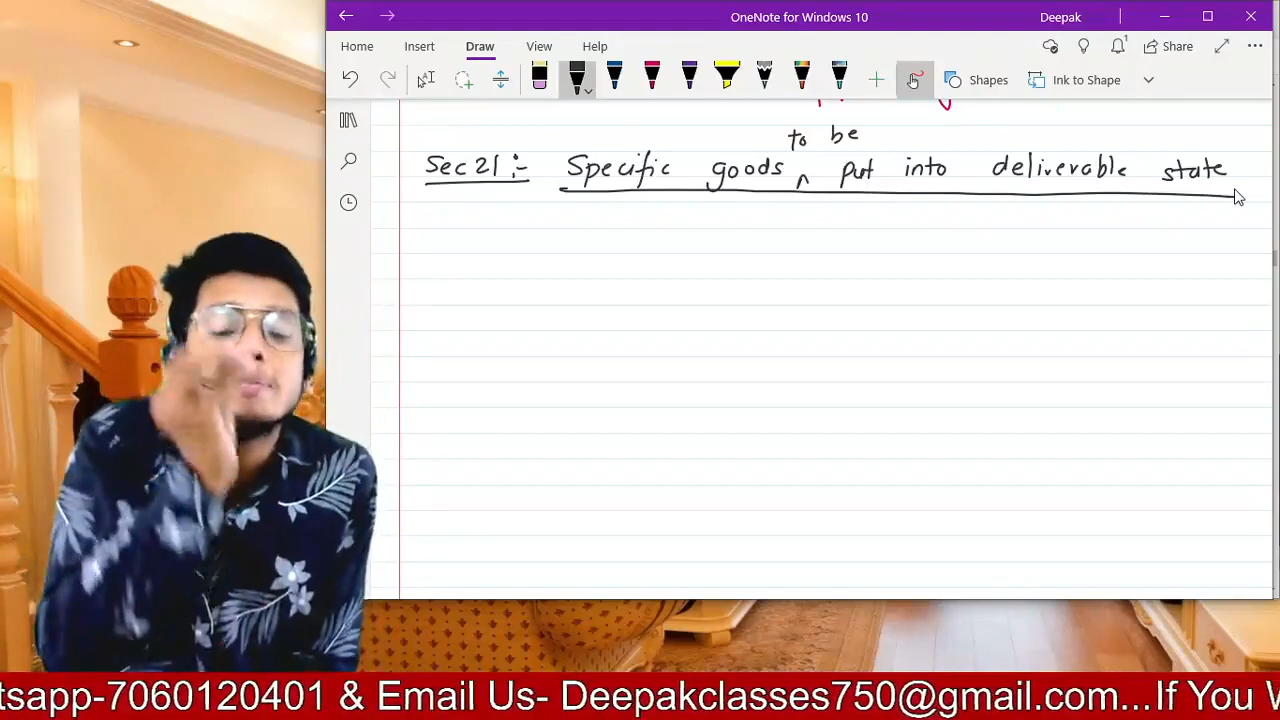 OneNote for Windows 10
Deepak
Home Insert Draw View Help
Share
Shapes
Ink to Shape
to be
Sec 21 :- Specific goods ^ put into deliverable state
tsapp-7060120401 & Email Us- Deepakclasses750@gmail.com...If You W